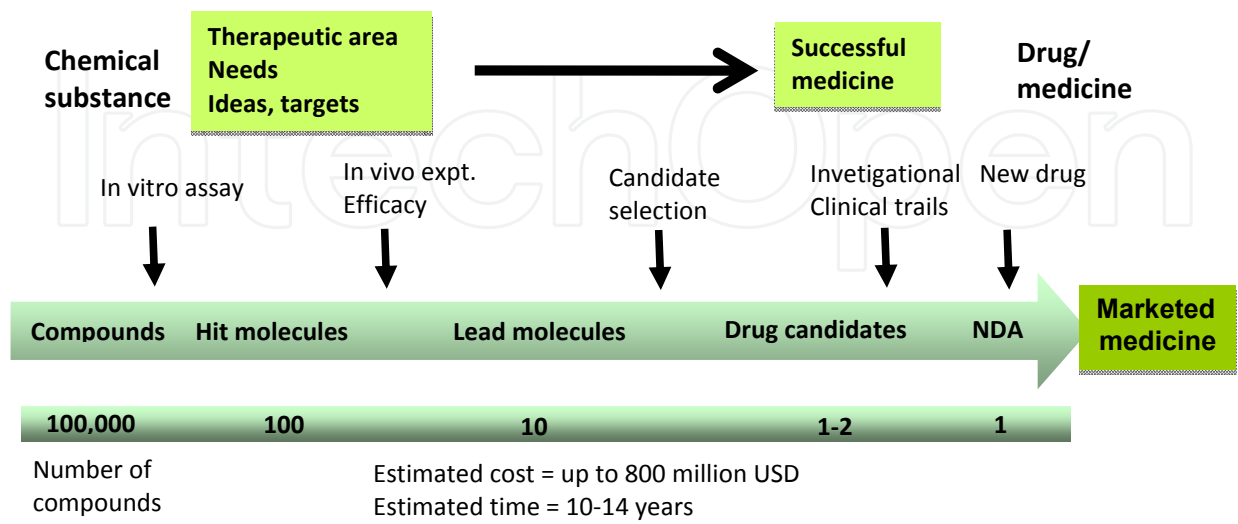 Chemical
substance
Therapeutic area
Needs
Ideas, targets
Successful
medicine
Drug/
medicine
IntechOpen
In vitro assay
In vivo expt.
Efficacy
Candidate
selection
Invetigational
Clinical trails
New drug
Compounds
Hit molecules
Lead molecules
Drug candidates
NDA
Marketed
medicine
100,000
100
10
1-2
1
Number of
compounds
Estimated cost = up to 800 million USD
Estimated time = 10-14 years